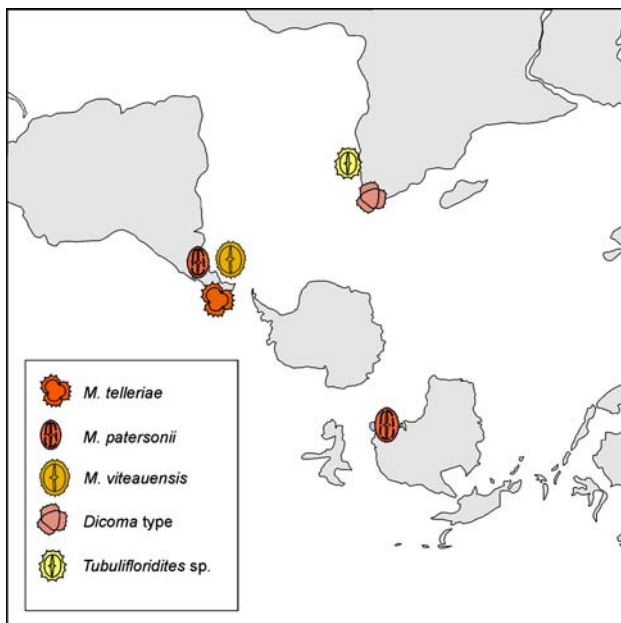 M. telleriae
M. patersonii
M. viteauensis
Dicoma type
Tubulifloridites sp.